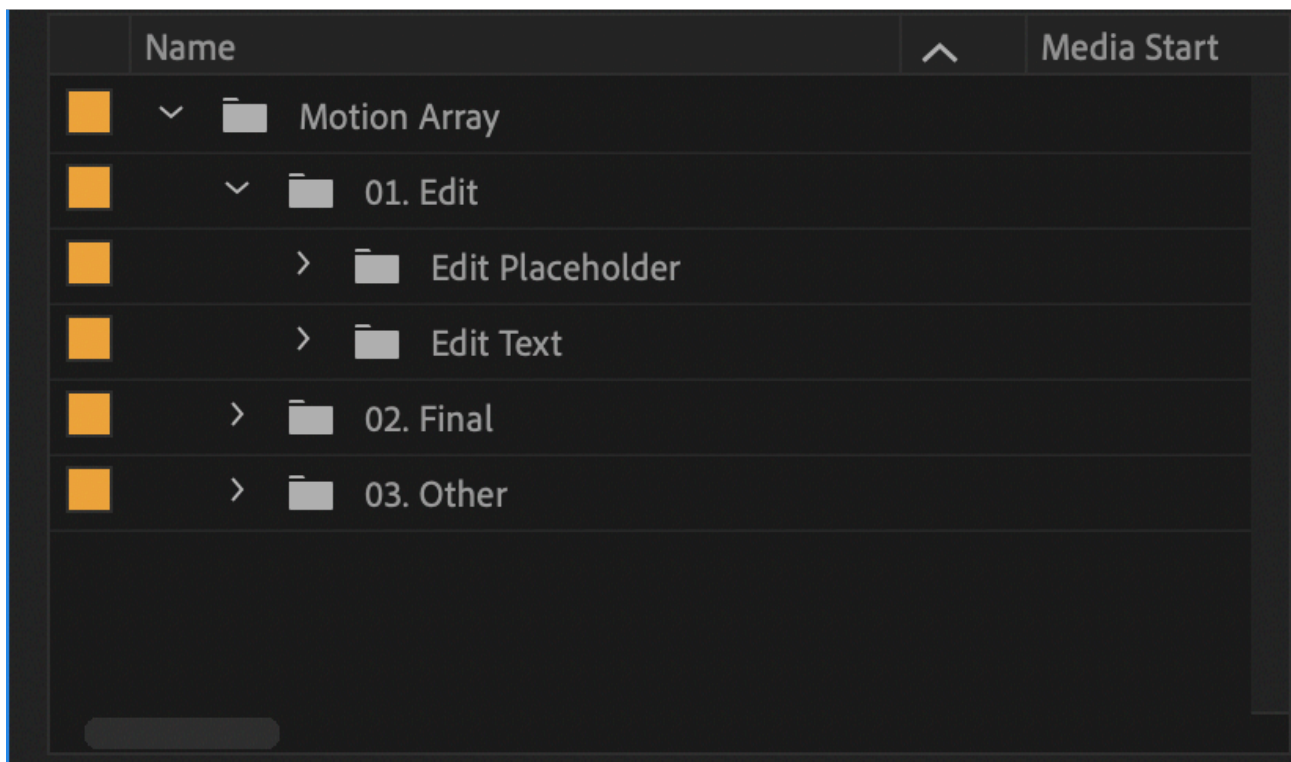 Name Media Start
Motion Array
01. Edit
Edit Placeholder
Edit Text
02. Final
03. Other